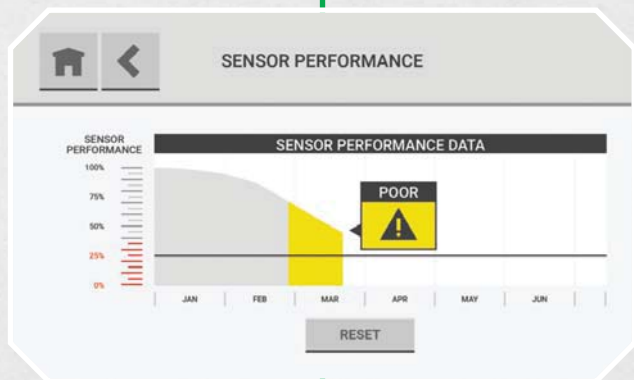 SENSOR PERFORMANCE
SENSOR
PERFORMANCE
SENSOR PERFORMANCE DATA
100%
75%
50%
25%
0%
POOR
JAN FEB MAR APR MAY JUN
RESET